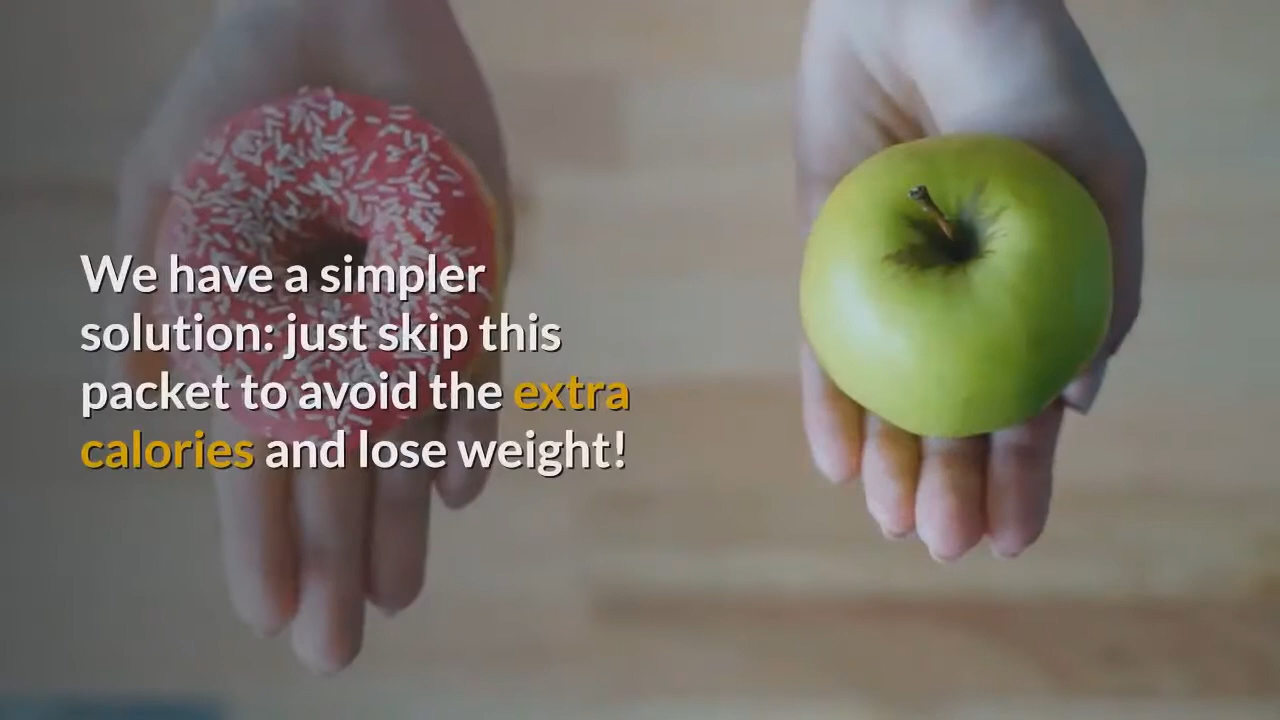 We have a simpler
solution: just skip this
packet to avoid the extra
calories and lose weight!